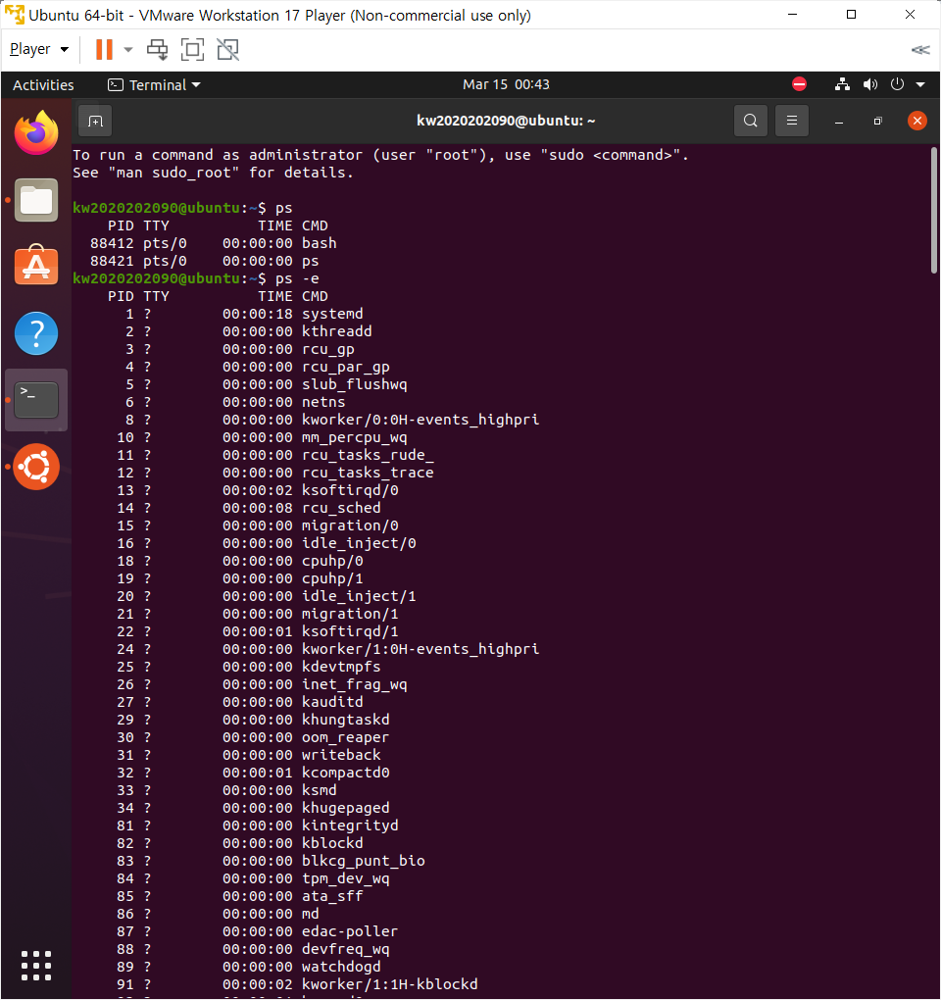 Ubuntu 64-bit - VMware Workstation 17 Player (Non-commercial use only)
Player
Activities
Terminal
Mar 15 00:43
kw2020202090@ubuntu: ~
To run a command as administrator (user "root"), use "sudo <command>".
See "man sudo_root" for details.
kw2020202090@ubuntu:~$ ps
PID TTY TIME CMD
88412 pts/0 00:00:00 bash
88421 pts/0 00:00:00 ps
kw2020202090@ubuntu:~$ ps -e
PID TTY TIME CMD
1 ? 00:00:18 systemd
2 ? 00:00:00 kthreadd
3 ? 00:00:00 rcu_gp
4 ? 00:00:00 rcu_par_gp
5 ? 00:00:00 slub_flushwq
6 ? 00:00:00 netns
8 ? 00:00:00 kworker/0:0H-events_highpri
10 ? 00:00:00 mm_percpu_wq
11 ? 00:00:00 rcu_tasks_rude_
12 ? 00:00:00 rcu_tasks_trace
13 ? 00:00:02 ksoftirqd/0
14 ? 00:00:08 rcu_sched
15 ? 00:00:00 migration/0
16 ? 00:00:00 idle_inject/0
18 ? 00:00:00 cpuhp/0
19 ? 00:00:00 cpuhp/1
20 ? 00:00:00 idle_inject/1
21 ? 00:00:00 migration/1
22 ? 00:00:01 ksoftirqd/1
24 ? 00:00:00 kworker/1:0H-events_highpri
25 ? 00:00:00 kdevtmpfs
26 ? 00:00:00 inet_frag_wq
27 ? 00:00:00 kauditd
29 ? 00:00:00 khungtaskd
30 ? 00:00:00 oom_reaper
31 ? 00:00:00 writeback
32 ? 00:00:01 kcompactd0
33 ? 00:00:00 ksmd
34 ? 00:00:00 khugepaged
81 ? 00:00:00 kintegrityd
82 ? 00:00:00 kblockd
83 ? 00:00:00 blkcg_punt_bio
84 ? 00:00:00 tpm_dev_wq
85 ? 00:00:00 ata_sff
86 ? 00:00:00 md
87 ? 00:00:00 edac-poller
88 ? 00:00:00 devfreq_wq
89 ? 00:00:00 watchdogd
91 ? 00:00:02 kworker/1:1H-kblockd